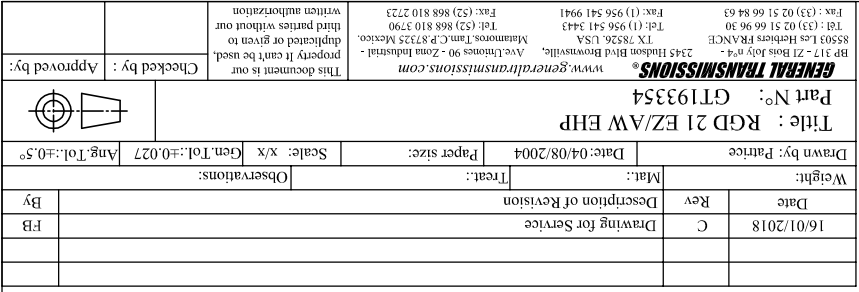 16/01/2018 C Drawing for Service FB
Date Rev Description of Revision By
Weight: Mat.: Treat.: Observations:
Drawn by: Patrice Date:04/08/2004 Paper size: Scale: x/x Gen.Tol.:±0.027 Ang.Tol.:±0.5°
Title : RGD 21 EZ/AW EHP
Part N°: GT193354
GENERAL TRANSMISSIONS® www.generaltransmissions.com
BP 317 - ZI Bois Joly n°4 -
85503 Les Herbiers FRANCE
Tél : (33) 02 51 66 96 30
Fax : (33) 02 51 66 84 63
2345 Hudson Blvd Brownsville,
TX 78526, USA
Tel: (1) 956 541 3443
Fax: (1) 956 541 9941
Ave.Uniones 90 - Zona Industrial -
Matamoros.Tam.C.P.87325 Mexico.
Tel: (52) 868 810 3790
Fax: (52) 868 810 2723
This document is our
property It can't be used,
duplicated or given to
third parties without our
written authorization
Checked by :
Approved by: